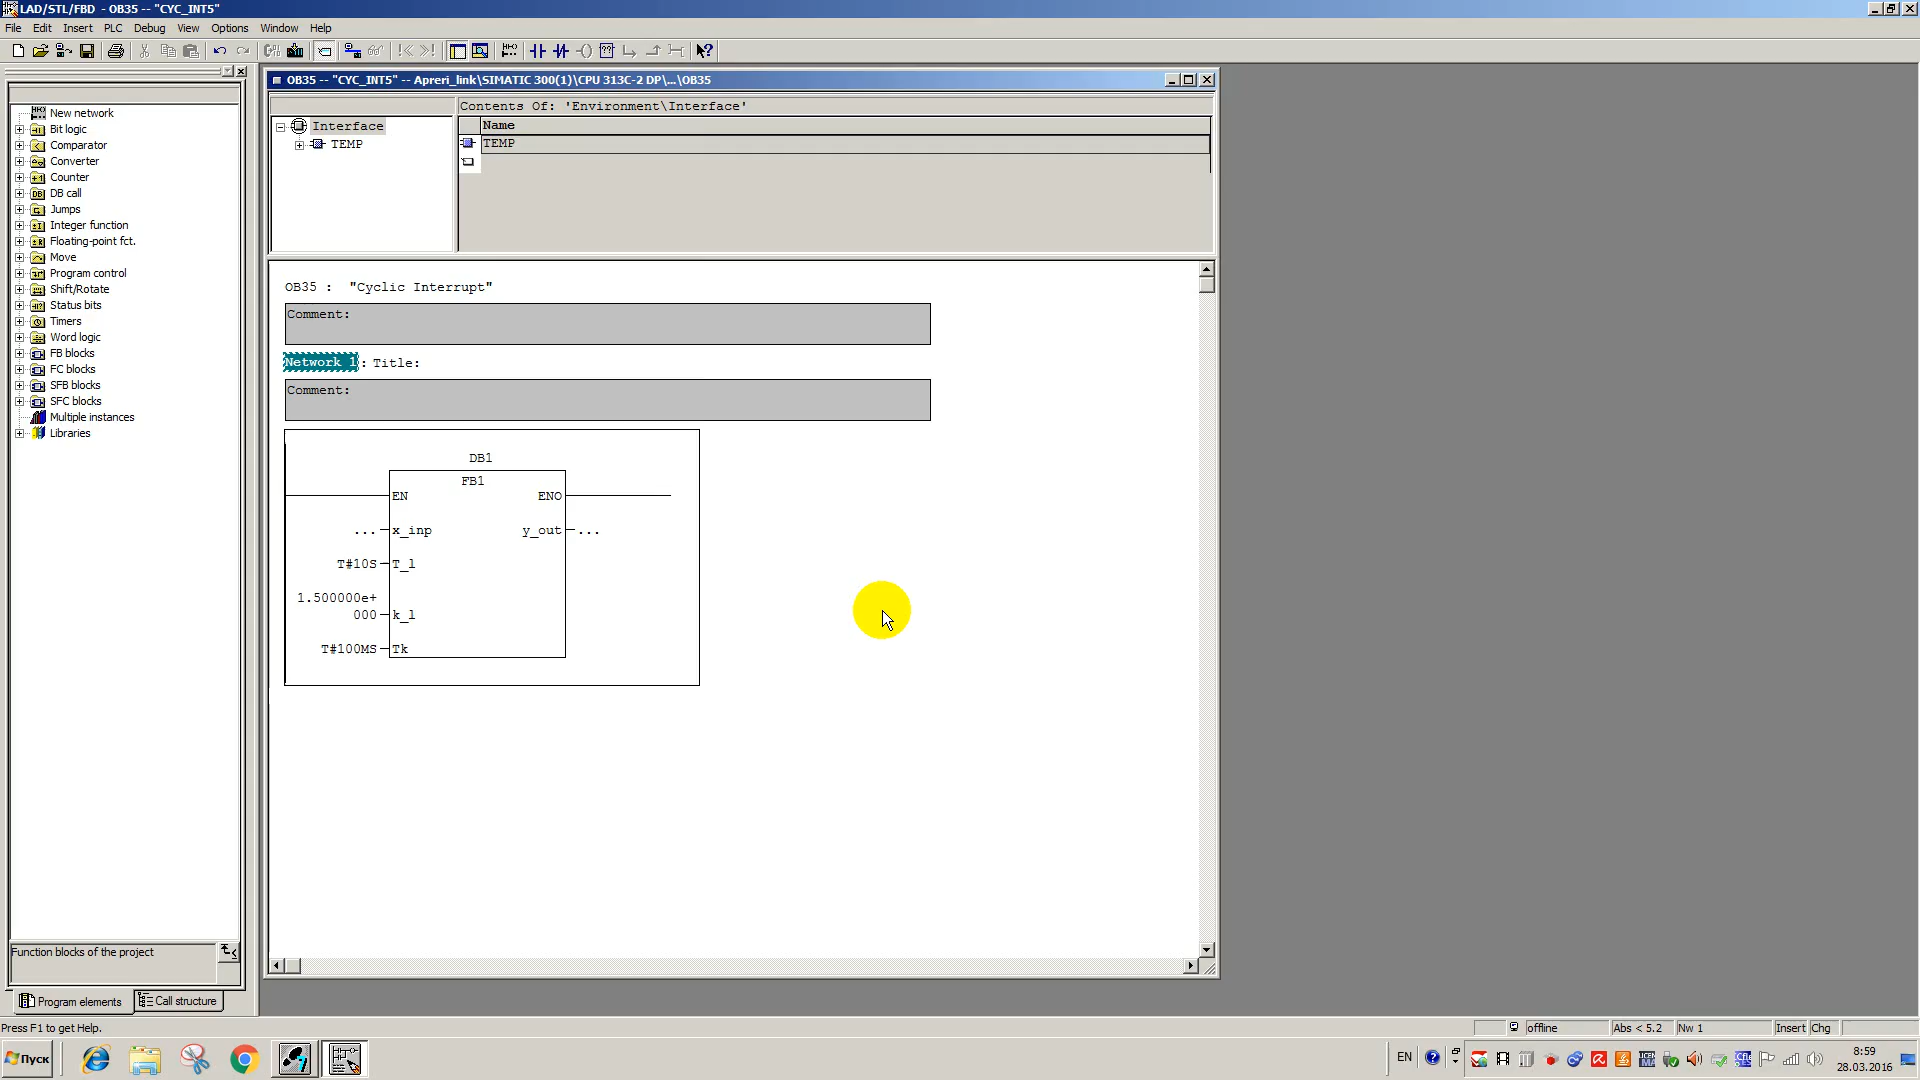 LAD/STL/FBD - OB35 -- "CYC_INT5"
File Edit Insert PLC Debug View Options Window Help
New network
Bit logic
Comparator
Converter
Counter
DB call
Jumps
Integer function
Floating-point fct.
Move
Program control
Shift/Rotate
Status bits
Timers
Word logic
FB blocks
FC blocks
SFB blocks
SFC blocks
Multiple instances
Libraries
Function blocks of the project
Program elements
Call structure
OB35 -- "CYC_INT5" -- Apreri_link\SIMATIC 300(1)\CPU 313C-2 DP\...\OB35
Contents Of: 'Environment\Interface'
Interface
TEMP
Name
TEMP
OB35 : "Cyclic Interrupt"
Comment:
Network 1 : Title:
Comment:
DB1
FB1
EN ENO
... x_inp y_out ...
T#10S T_l
1.500000e+
000 k_l
T#100MS Tk
Press F1 to get Help.
offline Abs < 5.2 Nw 1 Insert Chg
Пуск
EN
8:59
28.03.2016